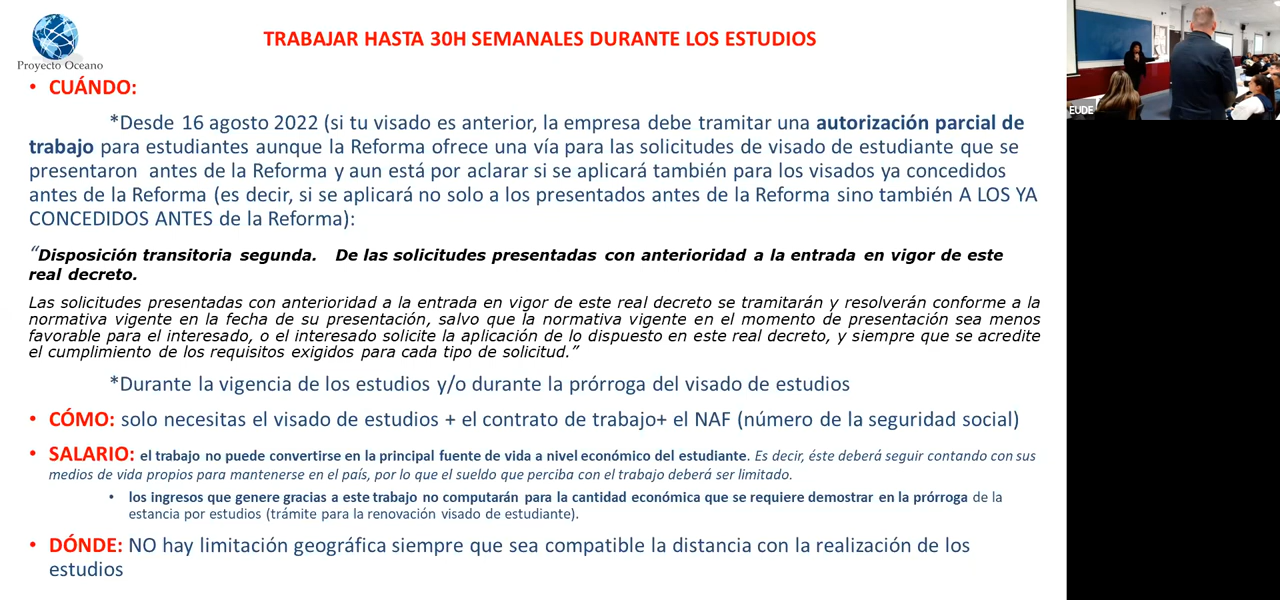 Proyecto Oceano
TRABAJAR HASTA 30H SEMANALES DURANTE LOS ESTUDIOS
• CUÁNDO:
*Desde 16 agosto 2022 (si tu visado es anterior, la empresa debe tramitar una autorización parcial de
trabajo para estudiantes aunque la Reforma ofrece una vía para las solicitudes de visado de estudiante que se
presentaron antes de la Reforma y aun está por aclarar si se aplicará también para los visados ya concedidos
antes de la Reforma (es decir, si se aplicará no solo a los presentados antes de la Reforma sino también A LOS YA
CONCEDIDOS ANTES de la Reforma):
“Disposición transitoria segunda. De las solicitudes presentadas con anterioridad a la entrada en vigor de este
real decreto.
Las solicitudes presentadas con anterioridad a la entrada en vigor de este real decreto se tramitarán y resolverán conforme a la
normativa vigente en la fecha de su presentación, salvo que la normativa vigente en el momento de presentación sea menos
favorable para el interesado, o el interesado solicite la aplicación de lo dispuesto en este real decreto, y siempre que se acredite
el cumplimiento de los requisitos exigidos para cada tipo de solicitud.”
*Durante la vigencia de los estudios y/o durante la prórroga del visado de estudios
• CÓMO: solo necesitas el visado de estudios + el contrato de trabajo+ el NAF (número de la seguridad social)
• SALARIO: el trabajo no puede convertirse en la principal fuente de vida a nivel económico del estudiante. Es decir, éste deberá seguir contando con sus
medios de vida propios para mantenerse en el país, por lo que el sueldo que perciba con el trabajo deberá ser limitado.
• los ingresos que genere gracias a este trabajo no computarán para la cantidad económica que se requiere demostrar en la prórroga de la
estancia por estudios (trámite para la renovación visado de estudiante).
• DÓNDE: NO hay limitación geográfica siempre que sea compatible la distancia con la realización de los
estudios
EUDE